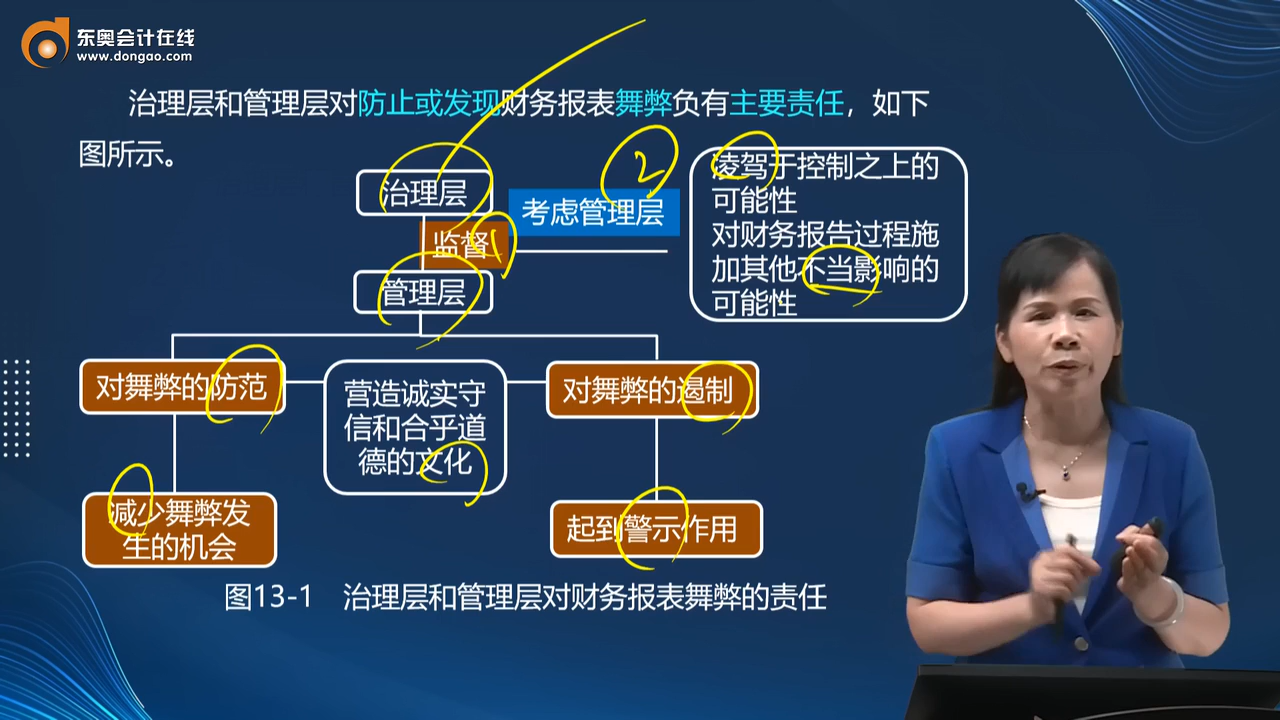 东奥会计在线
www.dongao.com
治理层和管理层对防止或发现财务报表舞弊负有主要责任，如下
图所示。
治理层
监督
1
考虑管理层
2
凌驾于控制之上的
可能性
对财务报告过程施
加其他不当影响的
可能性
管理层
对舞弊的防范
营造诚实守
信和合乎道
德的文化
对舞弊的遏制
减少舞弊发
生的机会
起到警示作用
图13-1 治理层和管理层对财务报表舞弊的责任